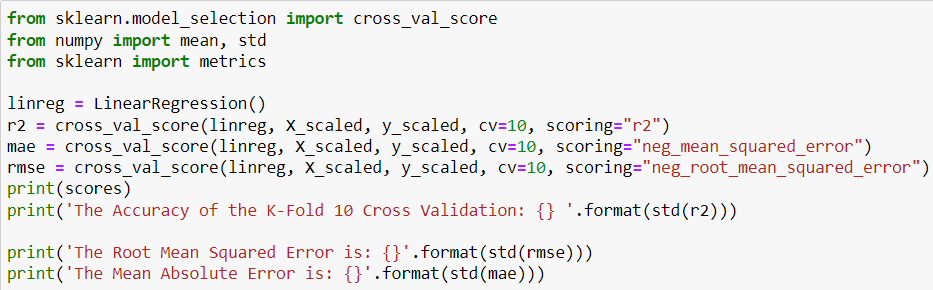 from sklearn.model_selection import cross_val_score
from numpy import mean, std
from sklearn import metrics
linreg = LinearRegression()
r2 = cross_val_score(linreg, X_scaled, y_scaled, cv=10, scoring="r2")
mae = cross_val_score(linreg, X_scaled, y_scaled, cv=10, scoring="neg_mean_squared_error")
rmse = cross_val_score(linreg, X_scaled, y_scaled, cv=10, scoring="neg_root_mean_squared_error")
print(scores)
print('The Accuracy of the K-Fold 10 Cross Validation: {} '.format(std(r2)))
print('The Root Mean Squared Error is: {}'.format(std(rmse)))
print('The Mean Absolute Error is: {}'.format(std(mae)))